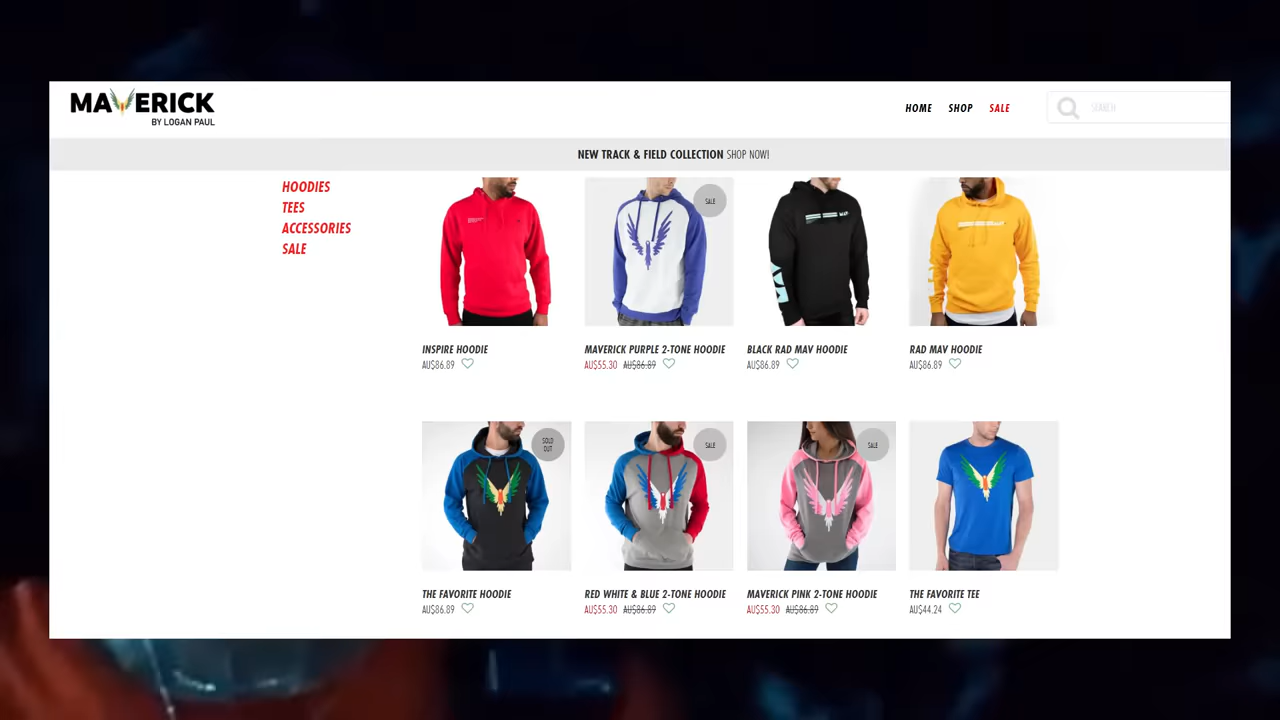 MAVERICK
BY LOGAN PAUL
HOME SHOP SALE
SEARCH
NEW TRACK & FIELD COLLECTION SHOP NOW!
HOODIES
TEES
ACCESSORIES
SALE
SALE
MAV
INSPIRE HOODIE
AU$86.89
MAVERICK PURPLE 2-TONE HOODIE
AU$55.30 AU$86.89
BLACK RAD MAV HOODIE
AU$86.89
RAD MAV HOODIE
AU$86.89
SOLD OUT
SALE
SALE
THE FAVORITE HOODIE
AU$86.89
RED WHITE & BLUE 2-TONE HOODIE
AU$55.30 AU$86.89
MAVERICK PINK 2-TONE HOODIE
AU$55.30 AU$86.89
THE FAVORITE TEE
AU$44.24